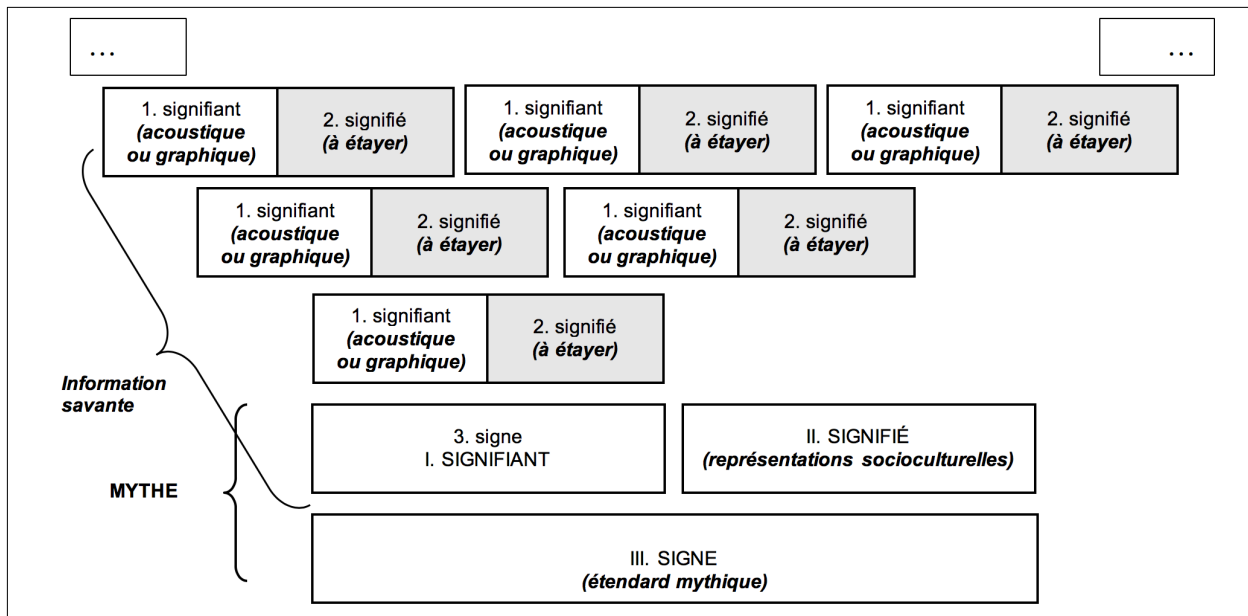 ...
...
1. signifiant
(acoustique
ou graphique)
2. signifié
(à étayer)
1. signifiant
(acoustique
ou graphique)
2. signifié
(à étayer)
1. signifiant
(acoustique
ou graphique)
2. signifié
(à étayer)
1. signifiant
(acoustique
ou graphique)
2. signifié
(à étayer)
1. signifiant
(acoustique
ou graphique)
2. signifié
(à étayer)
1. signifiant
(acoustique
ou graphique)
2. signifié
(à étayer)
Information
savante
MYTHE
3. signe
I. SIGNIFIANT
II. SIGNIFIÉ
(représentations socioculturelles)
III. SIGNE
(étendard mythique)